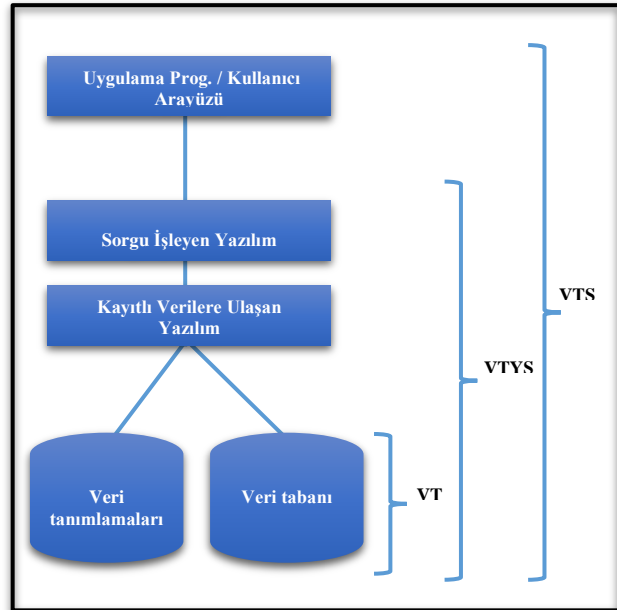 Uygulama Prog. / Kullanıcı
Arayüzü
Sorgu İşleyen Yazılım
Kayıtlı Verilere Ulaşan
Yazılım
VTS
VTYS
Veri
tanımlamaları
Veri tabanı
VT